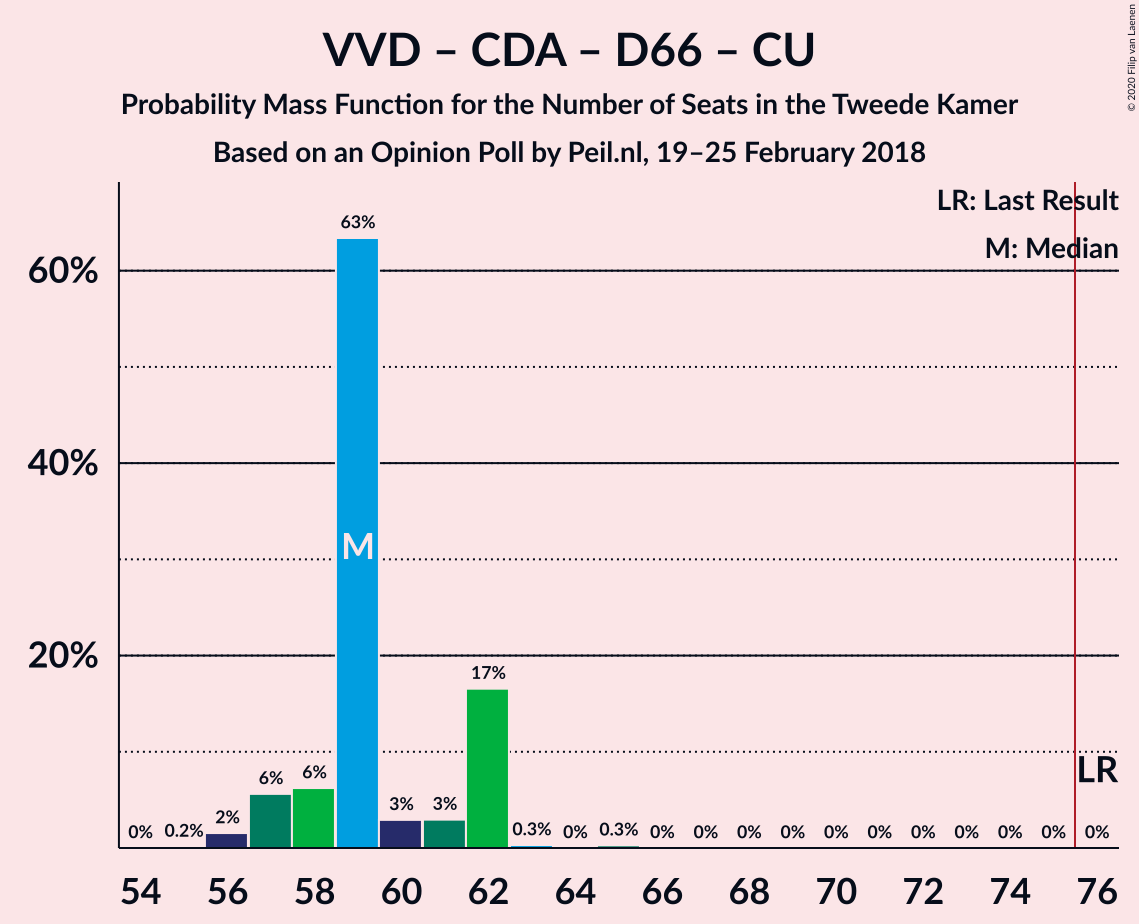 VVD – CDA – D66 – CU
Probability Mass Function for the Number of Seats in the Tweede Kamer
Based on an Opinion Poll by Peil.nl, 19–25 February 2018
© 2020 Filip van Laenen
LR: Last Result
M: Median
60%
40%
20%
0% 0.2% 2% 6% 6% 63% 3% 3% 17% 0.3% 0% 0.3% 0% 0% 0% 0% 0% 0% 0% 0% 0% 0% 0%
M
LR
54 56 58 60 62 64 66 68 70 72 74 76